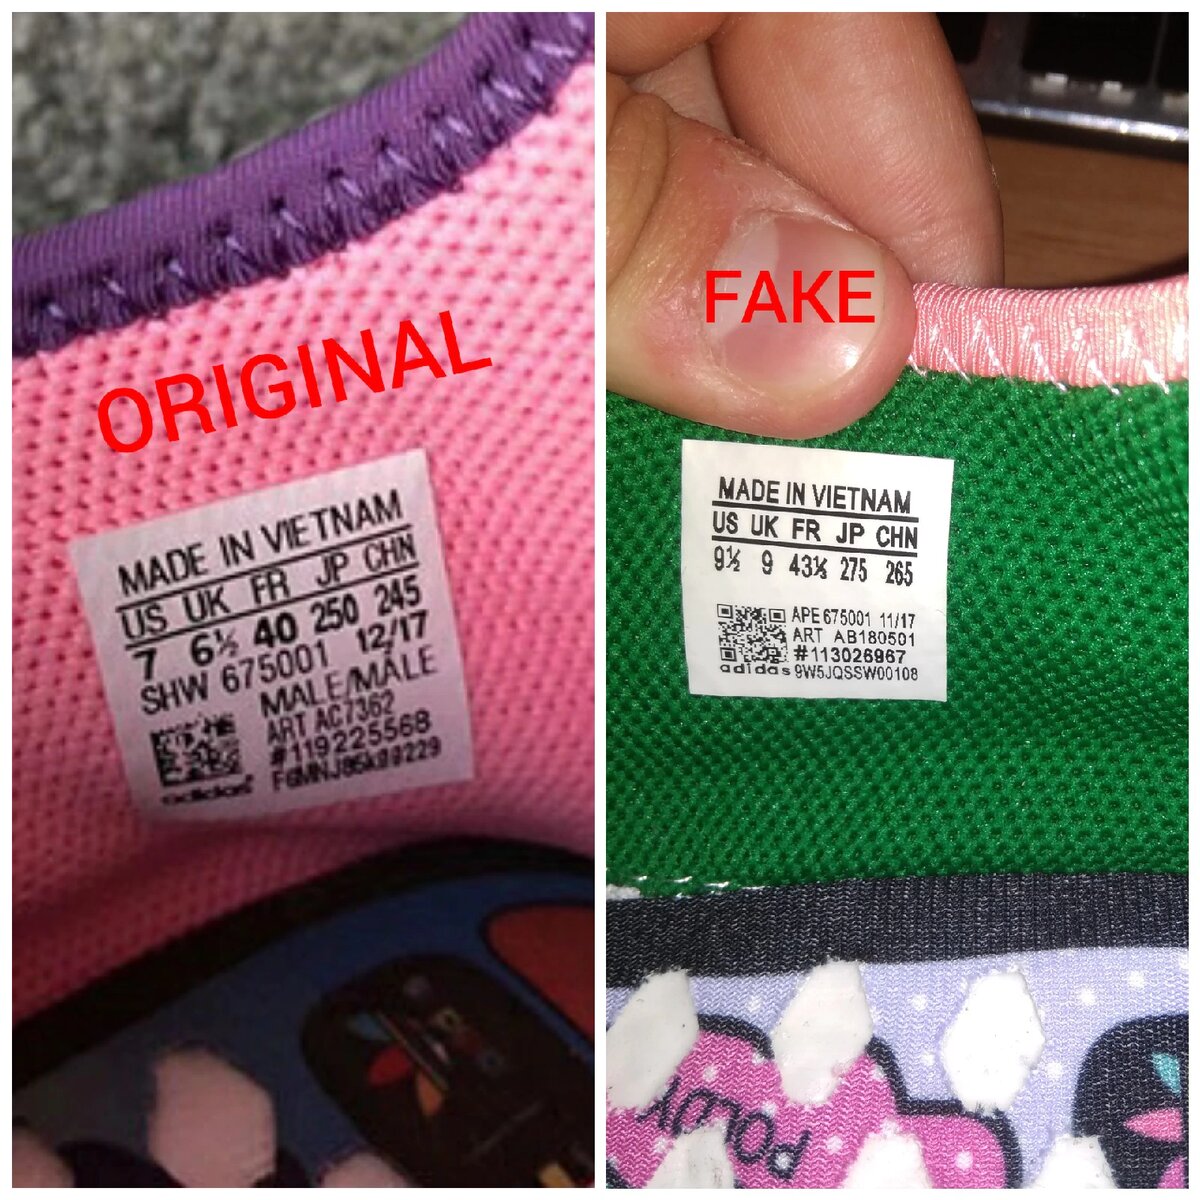 ORIGINAL
MADE IN VIETNAM
US UK FR JP CHN
7 6½ 40 250 245
SHW 675001 12/17
MALE/MÂLE
ART AC7362
#119225568
adidas
FAKE
MADE IN VIETNAM
US UK FR JP CHN
9½ 9 43⅓ 275 265
APE 675001 11/17
ART AB180501
#113026967
adidas 9W5JQSSW00108
POLOY